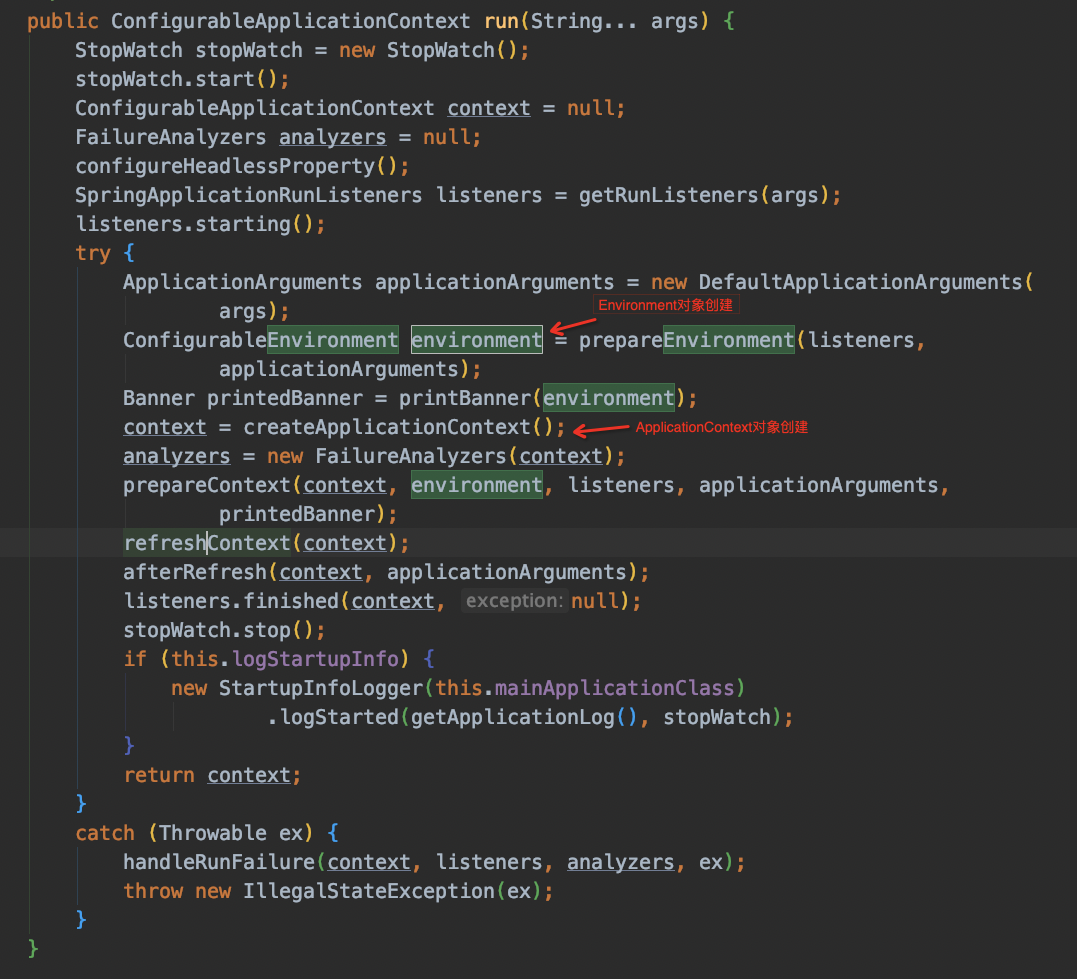 public ConfigurableApplicationContext run(String... args) {
StopWatch stopWatch = new StopWatch();
stopWatch.start();
ConfigurableApplicationContext context = null;
FailureAnalyzers analyzers = null;
configureHeadlessProperty();
SpringApplicationRunListeners listeners = getRunListeners(args);
listeners.starting();
try {
ApplicationArguments applicationArguments = new DefaultApplicationArguments(
args);
Environment对象创建
ConfigurableEnvironment environment = prepareEnvironment(listeners,
applicationArguments);
Banner printedBanner = printBanner(environment);
context = createApplicationContext(); ApplicationContext对象创建
analyzers = new FailureAnalyzers(context);
prepareContext(context, environment, listeners, applicationArguments,
printedBanner);
refreshContext(context);
afterRefresh(context, applicationArguments);
listeners.finished(context, exception: null);
stopWatch.stop();
if (this.logStartupInfo) {
new StartupInfoLogger(this.mainApplicationClass)
.logStarted(getApplicationLog(), stopWatch);
}
return context;
}
catch (Throwable ex) {
handleRunFailure(context, listeners, analyzers, ex);
throw new IllegalStateException(ex);
}
}